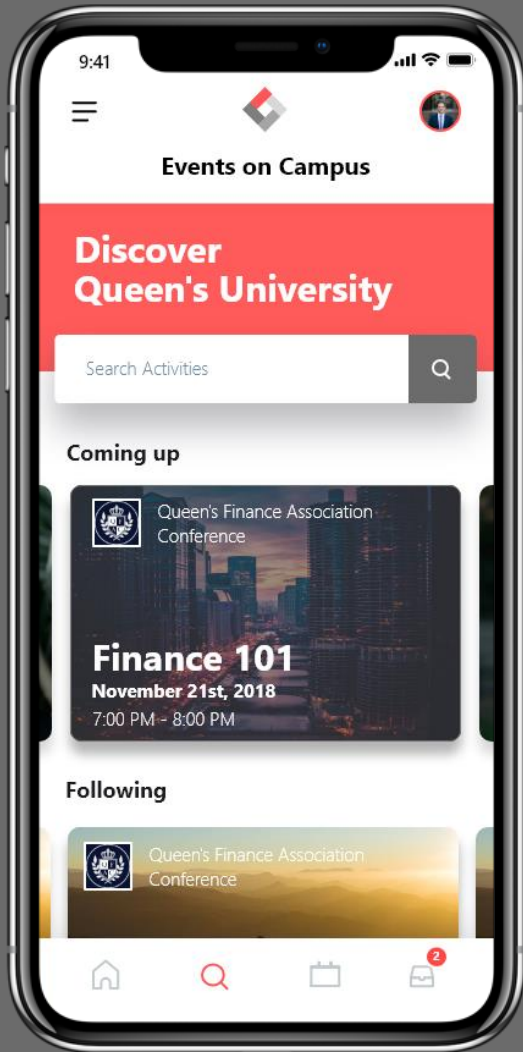 9:41
Events on Campus
Discover
Queen's University
Search Activities
Coming up
Queen's Finance Association
Conference
Finance 101
November 21st, 2018
7:00 PM - 8:00 PM
Following
Queen's Finance Association
Conference
2